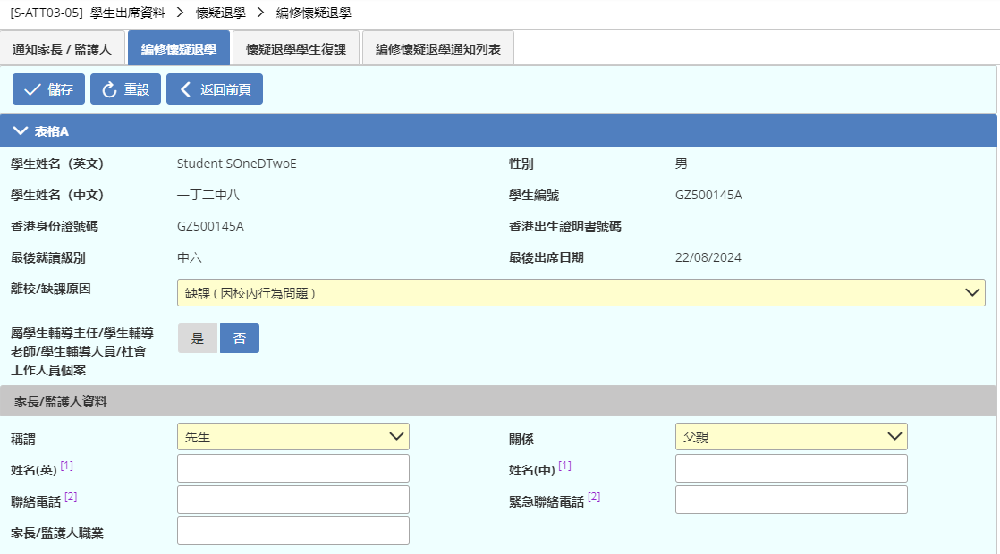 [S-ATT03-05] 學生出席資料 > 懷疑退學 > 編修懷疑退學
通知家長 / 監護人 編修懷疑退學 懷疑退學學生復課 編修懷疑退學通知列表
儲存 重設 返回前頁
表格A
學生姓名（英文） Student SOneDTwoE 性別 男
學生姓名（中文） 一丁二中八 學生編號 GZ500145A
香港身份證號碼 GZ500145A 香港出生證明書號碼
最後就讀級別 中六 最後出席日期 22/08/2024
離校/缺課原因 缺課 ( 因校內行為問題 )
屬學生輔導主任/學生輔導 是 否
老師/學生輔導人員/社會
工作人員個案
家長/監護人資料
稱謂 先生 關係 父親
姓名(英) [1] 姓名(中) [1]
聯絡電話 [2] 緊急聯絡電話 [2]
家長/監護人職業